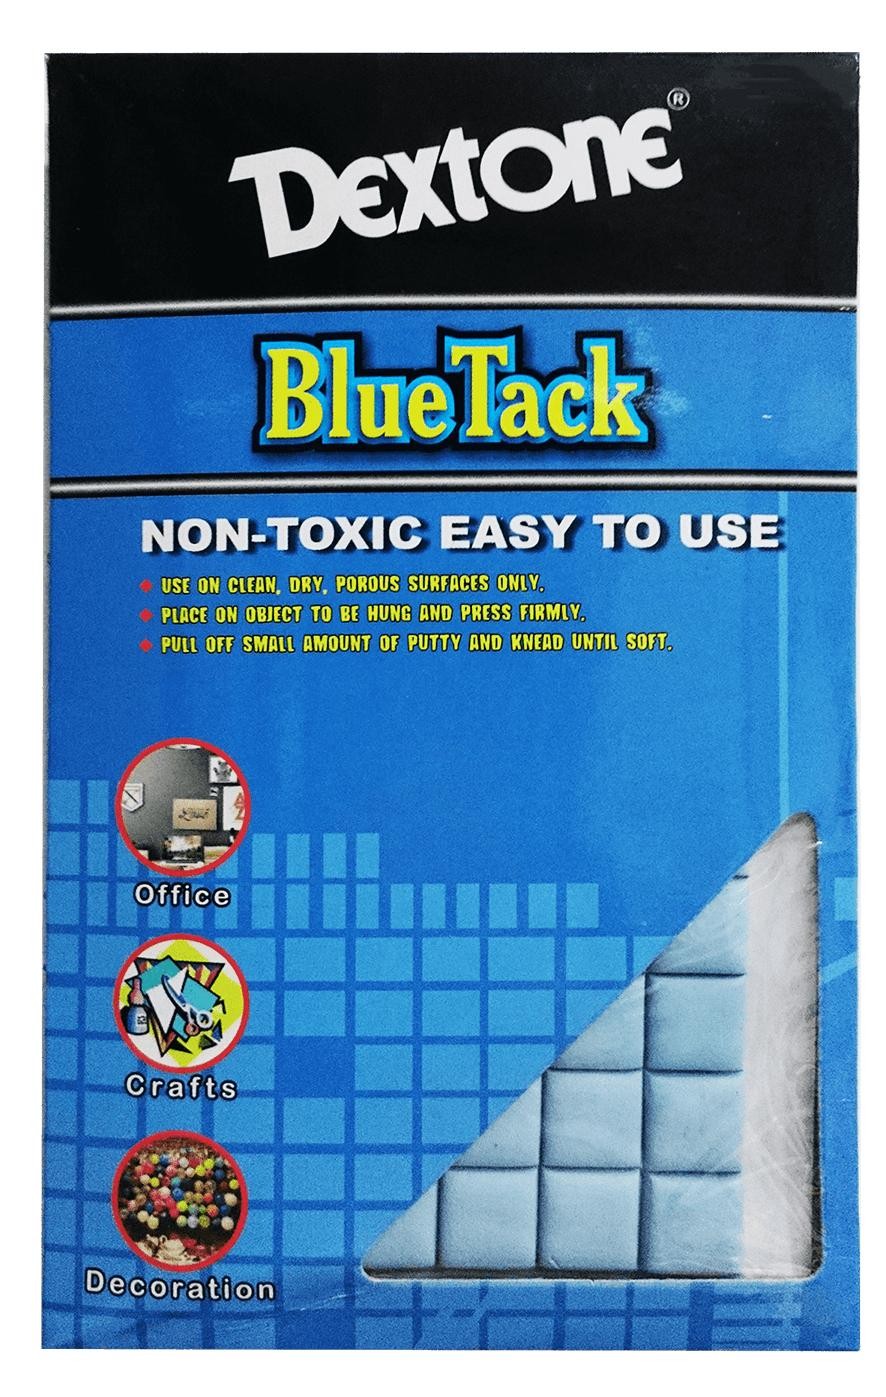 Dextone®
BlueTack
NON-TOXIC EASY TO USE
USE ON CLEAN, DRY, POROUS SURFACES ONLY.
PLACE ON OBJECT TO BE HUNG AND PRESS FIRMLY.
PULL OFF SMALL AMOUNT OF PUTTY AND KNEAD UNTIL SOFT.
Office
Crafts
Decoration